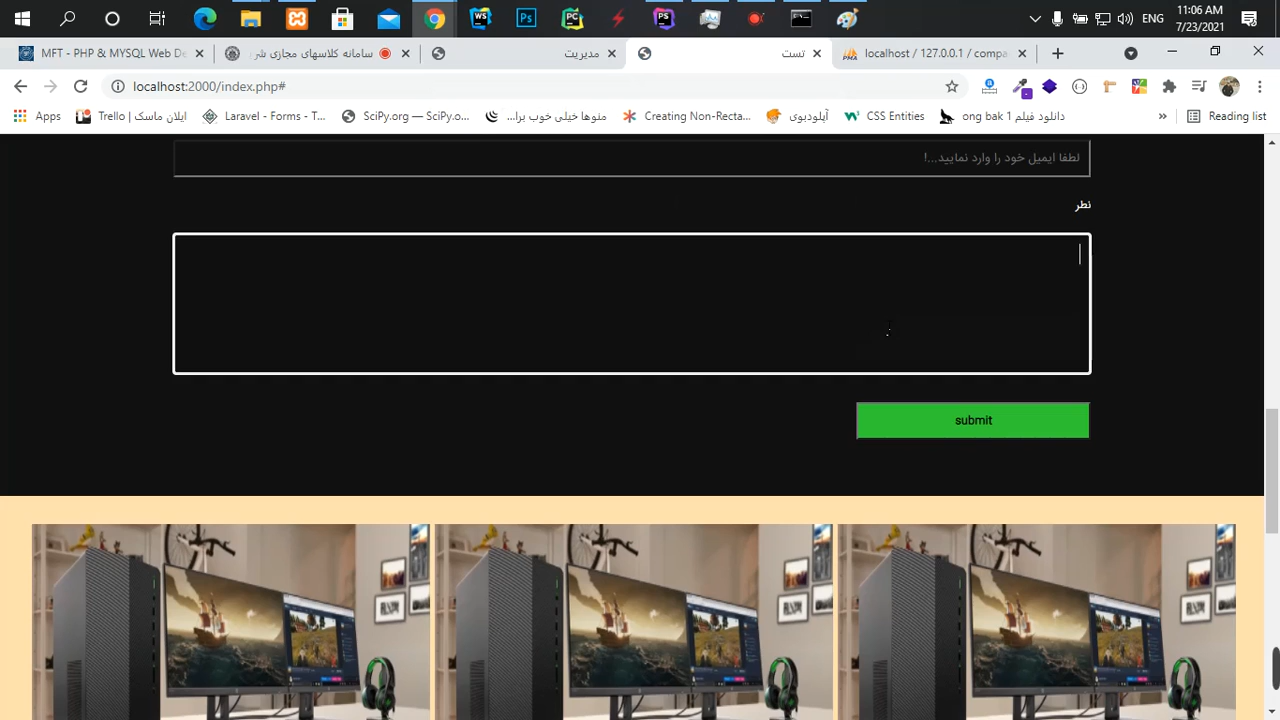 ENG
11:06 AM
7/23/2021
MFT - PHP & MYSQL Web De
سامانه کلاسهای مجازی شر
مدیریت
تست
localhost / 127.0.0.1 / compa
localhost:2000/index.php#
Apps
ایلان ماسک | Trello
Laravel - Forms - T...
SciPy.org — SciPy.o...
منوها خیلی خوب برا...
Creating Non-Recta...
آپلودبوی
CSS Entities
دانلود فیلم ong bak 1
»
Reading list
لطفا ایمیل خود را وارد نمایید...!
نظر
submit